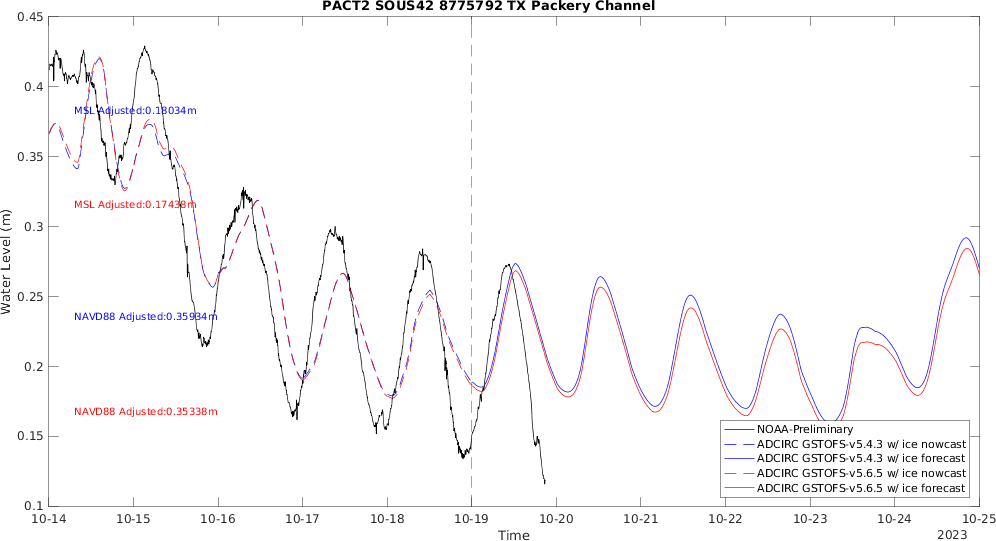 PACT2 SOUS42 8775792 TX Packery Channel
0.45
0.4
0.35
0.3
0.25
0.2
0.15
0.1
Water Level (m)
MSL Adjusted:0.18034m
MSL Adjusted:0.17438m
NAVD88 Adjusted:0.35934m
NAVD88 Adjusted:0.35338m
NOAA-Preliminary
ADCIRC GSTOFS-v5.4.3 w/ ice nowcast
ADCIRC GSTOFS-v5.4.3 w/ ice forecast
ADCIRC GSTOFS-v5.6.5 w/ ice nowcast
ADCIRC GSTOFS-v5.6.5 w/ ice forecast
10-14 10-15 10-16 10-17 10-18 10-19 10-20 10-21 10-22 10-23 10-24 10-25
Time
2023